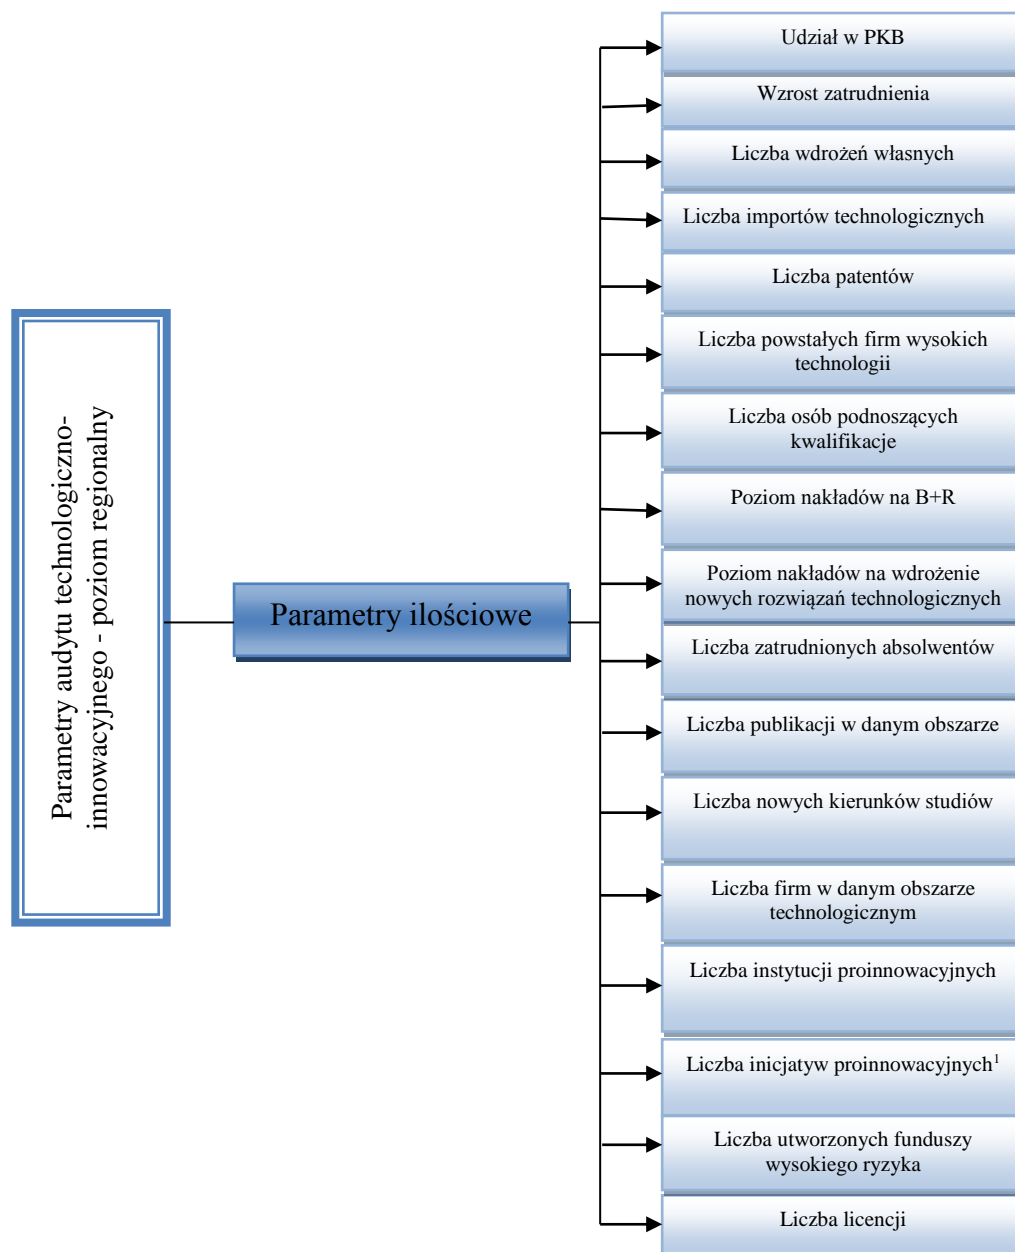 Parametry audytu technologiczno-
innowacyjnego - poziom regionalny
Parametry ilościowe
Udział w PKB
Wzrost zatrudnienia
Liczba wdrożeń własnych
Liczba importów technologicznych
Liczba patentów
Liczba powstałych firm wysokich
technologii
Liczba osób podnoszących
kwalifikacje
Poziom nakładów na B+R
Poziom nakładów na wdrożenie
nowych rozwiązań technologicznych
Liczba zatrudnionych absolwentów
Liczba publikacji w danym obszarze
Liczba nowych kierunków studiów
Liczba firm w danym obszarze
technologicznym
Liczba instytucji proinnowacyjnych
Liczba inicjatyw proinnowacyjnych¹
Liczba utworzonych funduszy
wysokiego ryzyka
Liczba licencji